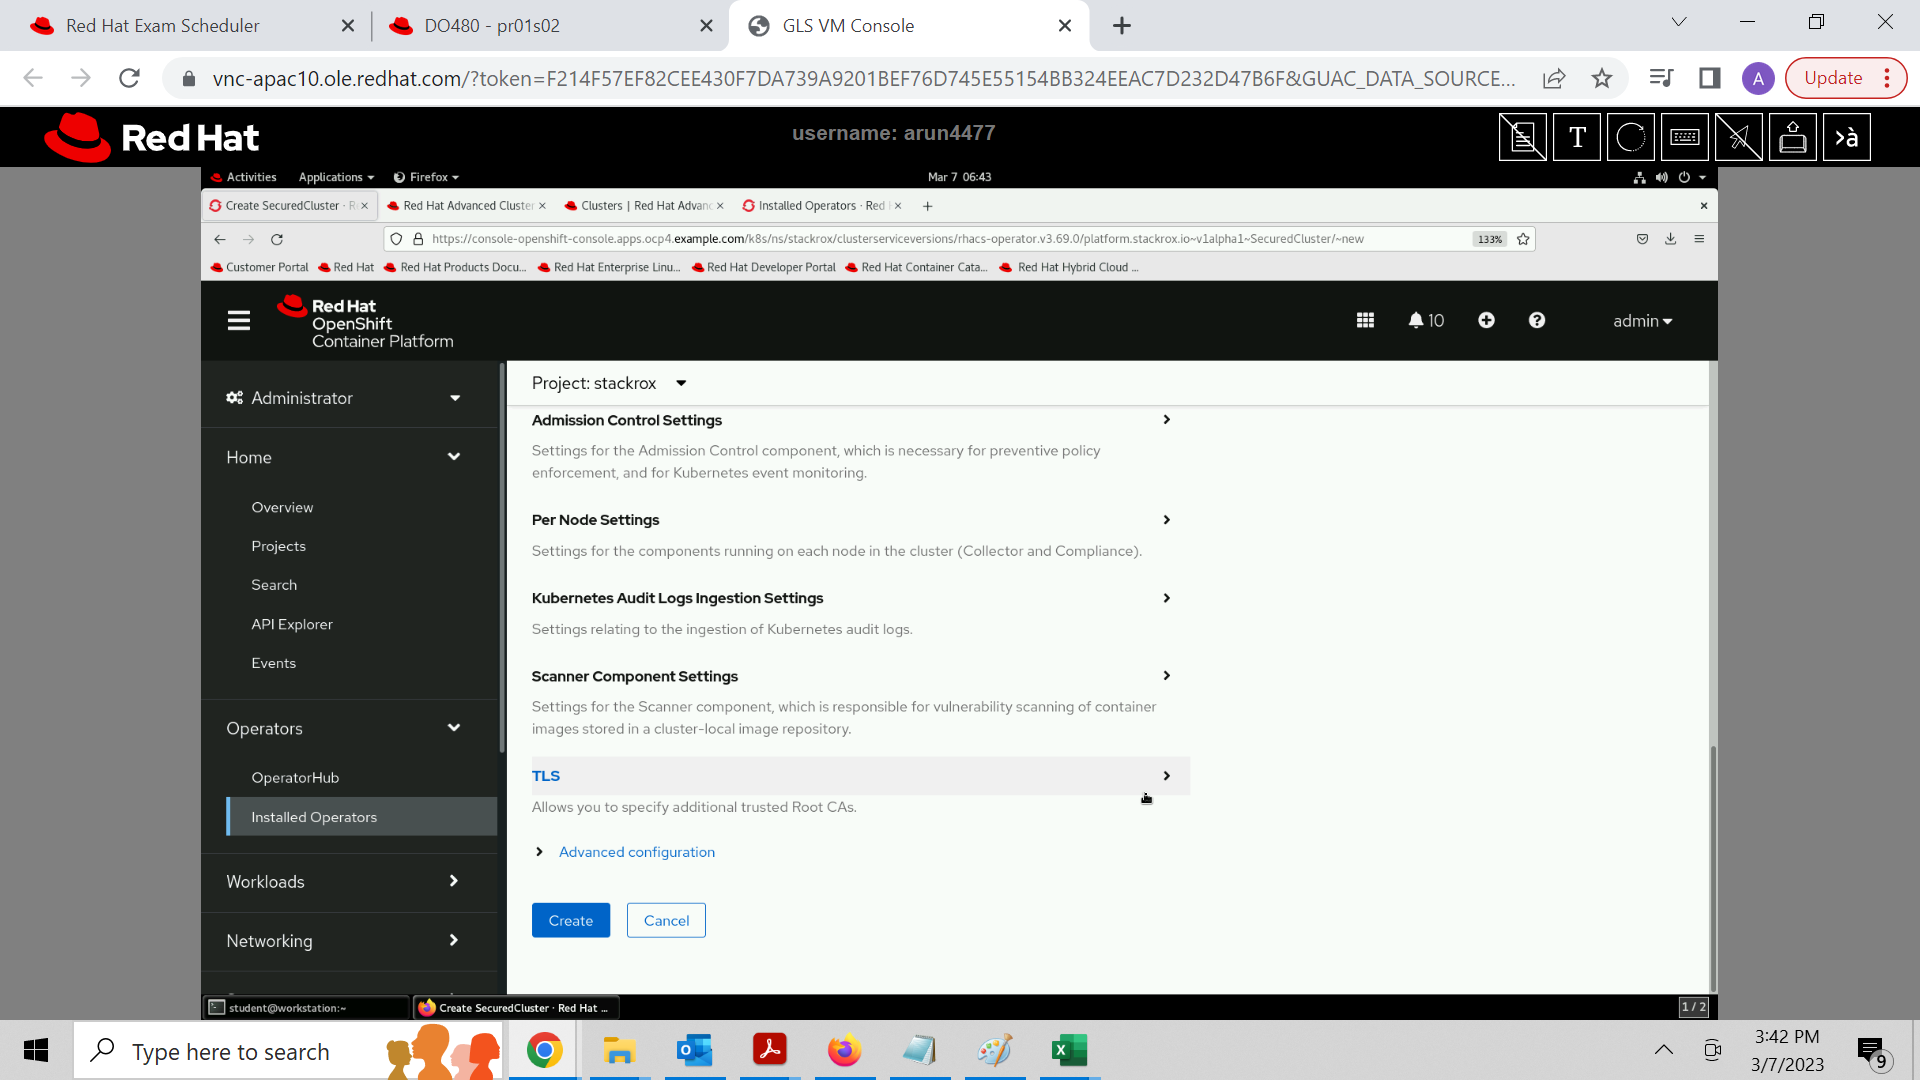 Red Hat Exam Scheduler
DO480 - pr01s02
GLS VM Console
vnc-apac10.ole.redhat.com/?token=F214F57EF82CEE430F7DA739A9201BEF76D745E55154BB324EEAC7D232D47B6F&GUAC_DATA_SOURCE...
A
Update
Red Hat
username: arun4477
T
>à
Activities
Applications
Firefox
Mar 7 06:43
Create SecuredCluster · R
Red Hat Advanced Cluster
Clusters | Red Hat Advan
Installed Operators · Red
https://console-openshift-console.apps.ocp4.example.com/k8s/ns/stackrox/clusterserviceversions/rhacs-operator.v3.69.0/platform.stackrox.io~v1alpha1~SecuredCluster/~new
133%
Customer Portal
Red Hat
Red Hat Products Docu...
Red Hat Enterprise Linu...
Red Hat Developer Portal
Red Hat Container Cata...
Red Hat Hybrid Cloud ...
Red Hat
OpenShift
Container Platform
10
admin
Administrator
Home
Overview
Projects
Search
API Explorer
Events
Operators
OperatorHub
Installed Operators
Workloads
Networking
Project: stackrox
Admission Control Settings
Settings for the Admission Control component, which is necessary for preventive policy
enforcement, and for Kubernetes event monitoring.
Per Node Settings
Settings for the components running on each node in the cluster (Collector and Compliance).
Kubernetes Audit Logs Ingestion Settings
Settings relating to the ingestion of Kubernetes audit logs.
Scanner Component Settings
Settings for the Scanner component, which is responsible for vulnerability scanning of container
images stored in a cluster-local image repository.
TLS
Allows you to specify additional trusted Root CAs.
Advanced configuration
Create
Cancel
student@workstation:~
Create SecuredCluster · Red Hat ...
1 / 2
Type here to search
3:42 PM
3/7/2023
9